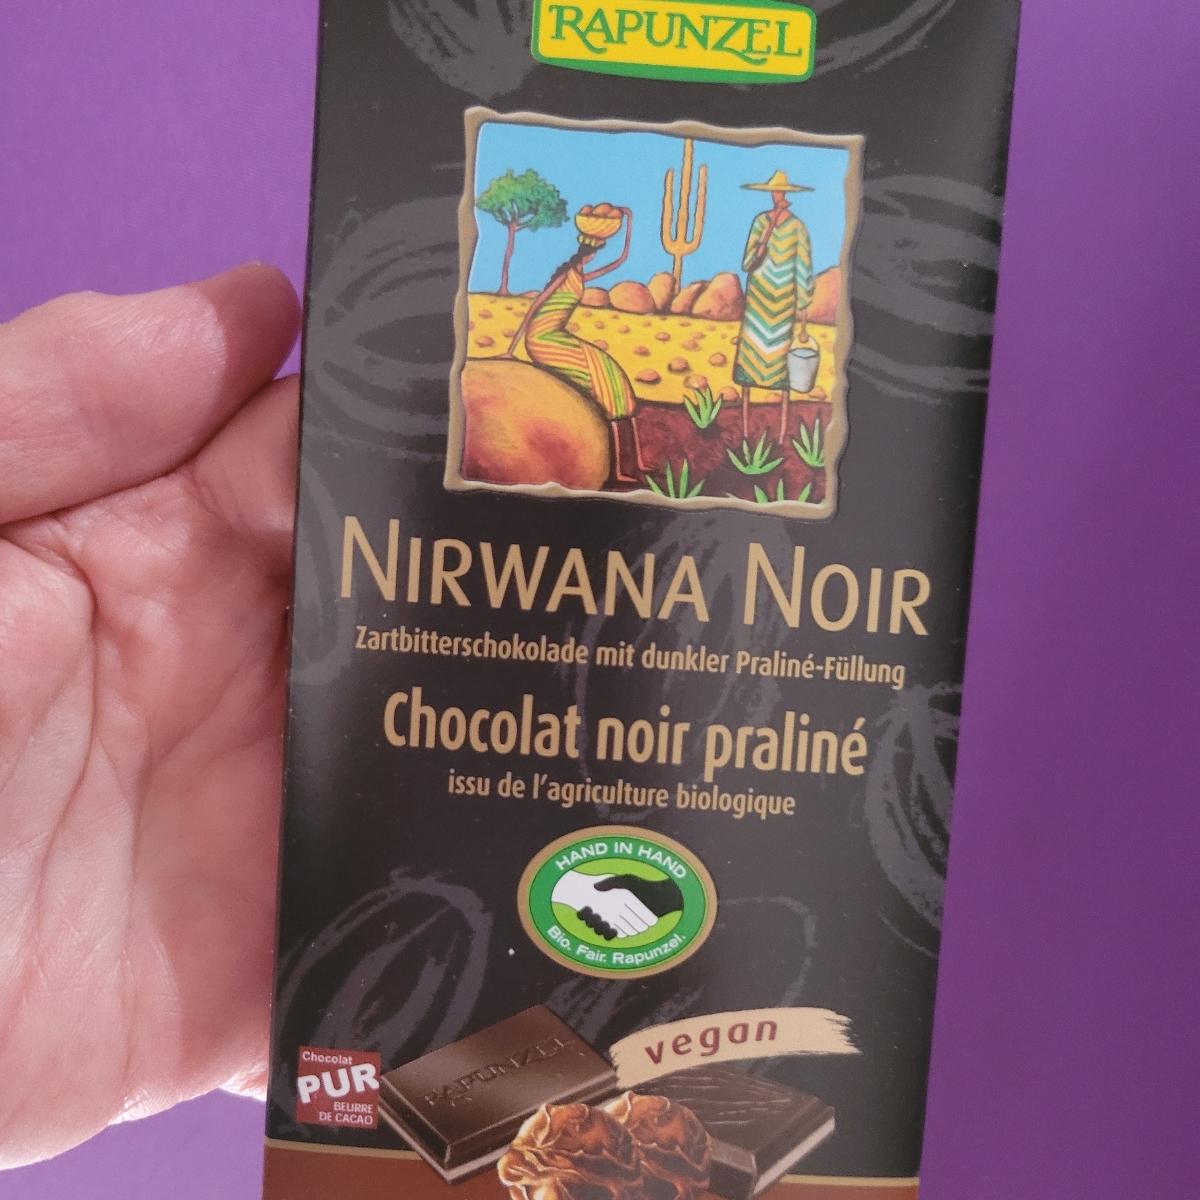 RAPUNZEL
NIRWANA NOIR
Zartbitterschokolade mit dunkler Praliné-Füllung
Chocolat noir praliné
issu de l'agriculture biologique
HAND IN HAND
Bio. Fair. Rapunzel.
vegan
Chocolat
PUR
BEURRE
DE CACAO
RAPUNZEL